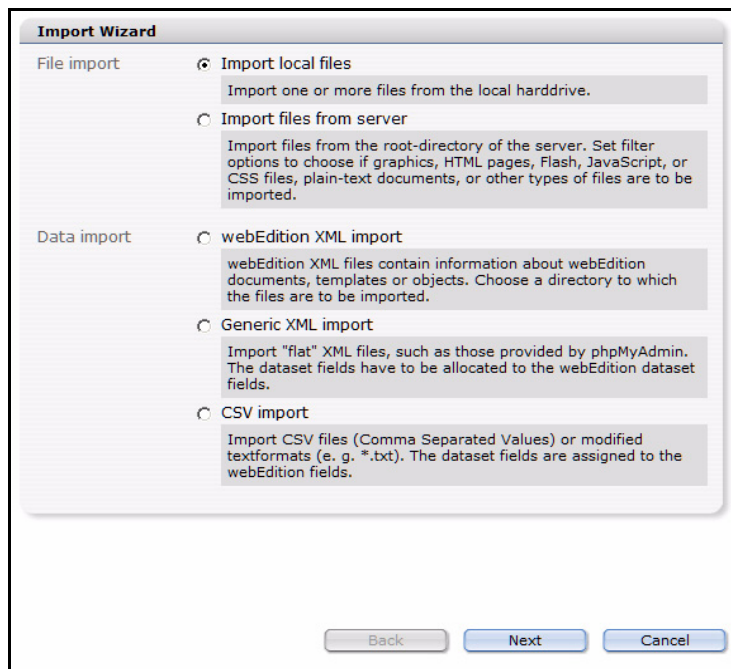 Import Wizard
File import
Import local files
Import one or more files from the local harddrive.
Import files from server
Import files from the root-directory of the server. Set filter
options to choose if graphics, HTML pages, Flash, JavaScript, or
CSS files, plain-text documents, or other types of files are to be
imported.
Data import
webEdition XML import
webEdition XML files contain information about webEdition
documents, templates or objects. Choose a directory to which
the files are to be imported.
Generic XML import
Import "flat" XML files, such as those provided by phpMyAdmin.
The dataset fields have to be allocated to the webEdition dataset
fields.
CSV import
Import CSV files (Comma Separated Values) or modified
textformats (e. g. *.txt). The dataset fields are assigned to the
webEdition fields.
Back
Next
Cancel